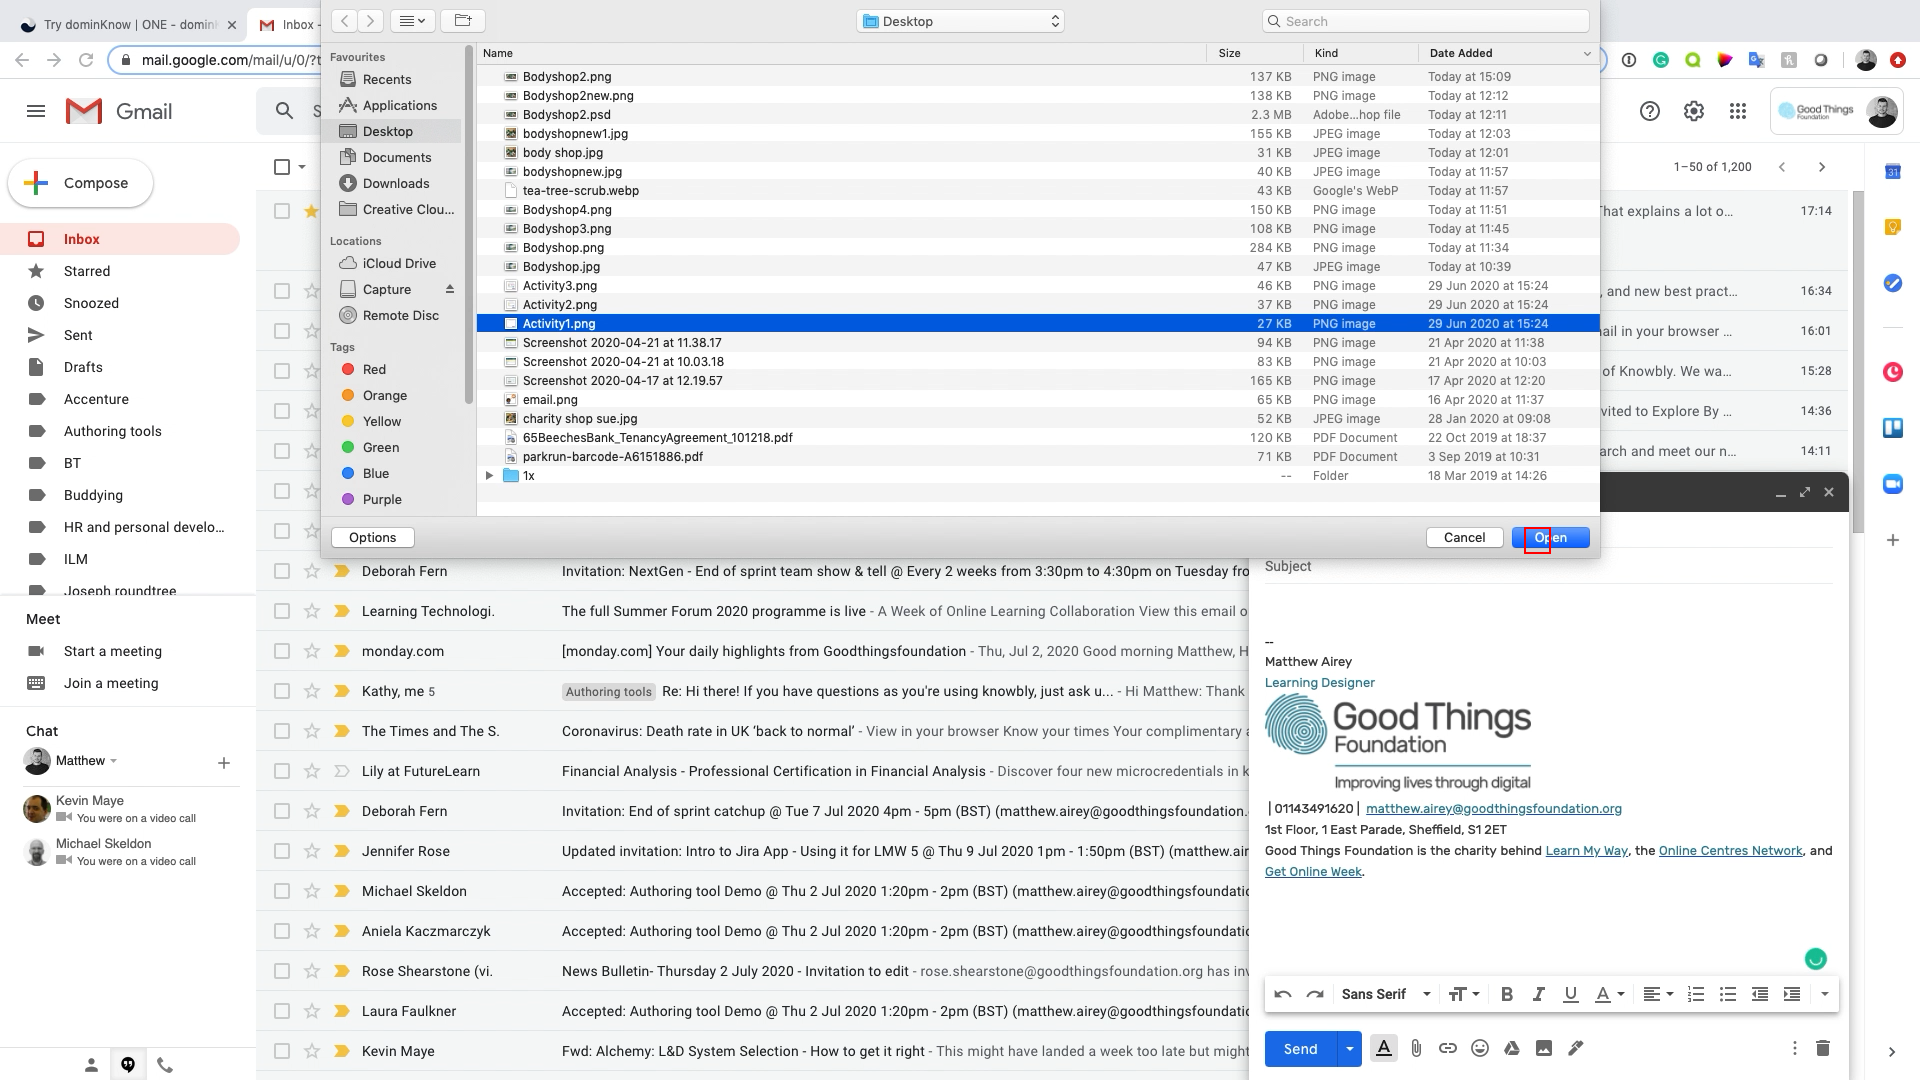 Try dominKnow | ONE - domin
Inbox -
Desktop
Search
mail.google.com/mail/u/0/?t
Gmail
S
Good Things
Foundation
Favourites
Recents
Applications
Desktop
Documents
Downloads
Creative Clou...
Locations
iCloud Drive
Capture
Remote Disc
Tags
Red
Orange
Yellow
Green
Blue
Purple
Name Size Kind Date Added
Bodyshop2.png 137 KB PNG image Today at 15:09
Bodyshop2new.png 138 KB PNG image Today at 12:12
Bodyshop2.psd 2.3 MB Adobe...hop file Today at 12:11
bodyshopnew1.jpg 155 KB JPEG image Today at 12:03
body shop.jpg 31 KB JPEG image Today at 12:01
bodyshopnew.jpg 40 KB JPEG image Today at 11:57
tea-tree-scrub.webp 43 KB Google's WebP Today at 11:57
Bodyshop4.png 150 KB PNG image Today at 11:51
Bodyshop3.png 108 KB PNG image Today at 11:45
Bodyshop.png 284 KB PNG image Today at 11:34
Bodyshop.jpg 47 KB JPEG image Today at 10:39
Activity3.png 46 KB PNG image 29 Jun 2020 at 15:24
Activity2.png 37 KB PNG image 29 Jun 2020 at 15:24
Activity1.png 27 KB PNG image 29 Jun 2020 at 15:24
Screenshot 2020-04-21 at 11.38.17 94 KB PNG image 21 Apr 2020 at 11:38
Screenshot 2020-04-21 at 10.03.18 83 KB PNG image 21 Apr 2020 at 10:03
Screenshot 2020-04-17 at 12.19.57 165 KB PNG image 17 Apr 2020 at 12:20
email.png 65 KB PNG image 16 Apr 2020 at 11:37
charity shop sue.jpg 52 KB JPEG image 28 Jan 2020 at 09:08
65BeechesBank_TenancyAgreement_101218.pdf 120 KB PDF Document 22 Oct 2019 at 18:37
parkrun-barcode-A6151886.pdf 71 KB PDF Document 3 Sep 2019 at 10:31
1x -- Folder 18 Mar 2019 at 14:26
Options
Cancel
Open
Compose
Inbox
Starred
Snoozed
Sent
Drafts
Accenture
Authoring tools
BT
Buddying
HR and personal develo...
ILM
Joseph roundtree
Meet
Start a meeting
Join a meeting
Chat
Matthew
Kevin Maye
You were on a video call
Michael Skeldon
You were on a video call
1–50 of 1,200
That explains a lot o... 17:14
, and new best pract... 16:34
ail in your browser ... 16:01
of Knowbly. We wa... 15:28
vited to Explore By ... 14:36
arch and meet our n... 14:11
31
Deborah Fern Invitation: NextGen - End of sprint team show & tell @ Every 2 weeks from 3:30pm to 4:30pm on Tuesday fro
Learning Technologi. The full Summer Forum 2020 programme is live - A Week of Online Learning Collaboration View this email o
monday.com [monday.com] Your daily highlights from Goodthingsfoundation - Thu, Jul 2, 2020 Good morning Matthew, H
Kathy, me 5 Authoring tools Re: Hi there! If you have questions as you're using knowbly, just ask u... - Hi Matthew: Thank
The Times and The S. Coronavirus: Death rate in UK ‘back to normal’ - View in your browser Know your times Your complimentary a
Lily at FutureLearn Financial Analysis - Professional Certification in Financial Analysis - Discover four new microcredentials in k
Deborah Fern Invitation: End of sprint catchup @ Tue 7 Jul 2020 4pm - 5pm (BST) (matthew.airey@goodthingsfoundation.
Jennifer Rose Updated invitation: Intro to Jira App - Using it for LMW 5 @ Thu 9 Jul 2020 1pm - 1:50pm (BST) (matthew.air
Michael Skeldon Accepted: Authoring tool Demo @ Thu 2 Jul 2020 1:20pm - 2pm (BST) (matthew.airey@goodthingsfoundatic
Aniela Kaczmarczyk Accepted: Authoring tool Demo @ Thu 2 Jul 2020 1:20pm - 2pm (BST) (matthew.airey@goodthingsfoundatic
Rose Shearstone (vi. News Bulletin- Thursday 2 July 2020 - Invitation to edit - rose.shearstone@goodthingsfoundation.org has inv
Laura Faulkner Accepted: Authoring tool Demo @ Thu 2 Jul 2020 1:20pm - 2pm (BST) (matthew.airey@goodthingsfoundatic
Kevin Maye Fwd: Alchemy: L&D System Selection - How to get it right - This might have landed a week too late but might
Subject
--
Matthew Airey
Learning Designer
Good Things
Foundation
Improving lives through digital
| 01143491620 | matthew.airey@goodthingsfoundation.org
1st Floor, 1 East Parade, Sheffield, S1 2ET
Good Things Foundation is the charity behind Learn My Way, the Online Centres Network, and
Get Online Week.
Sans Serif
Send